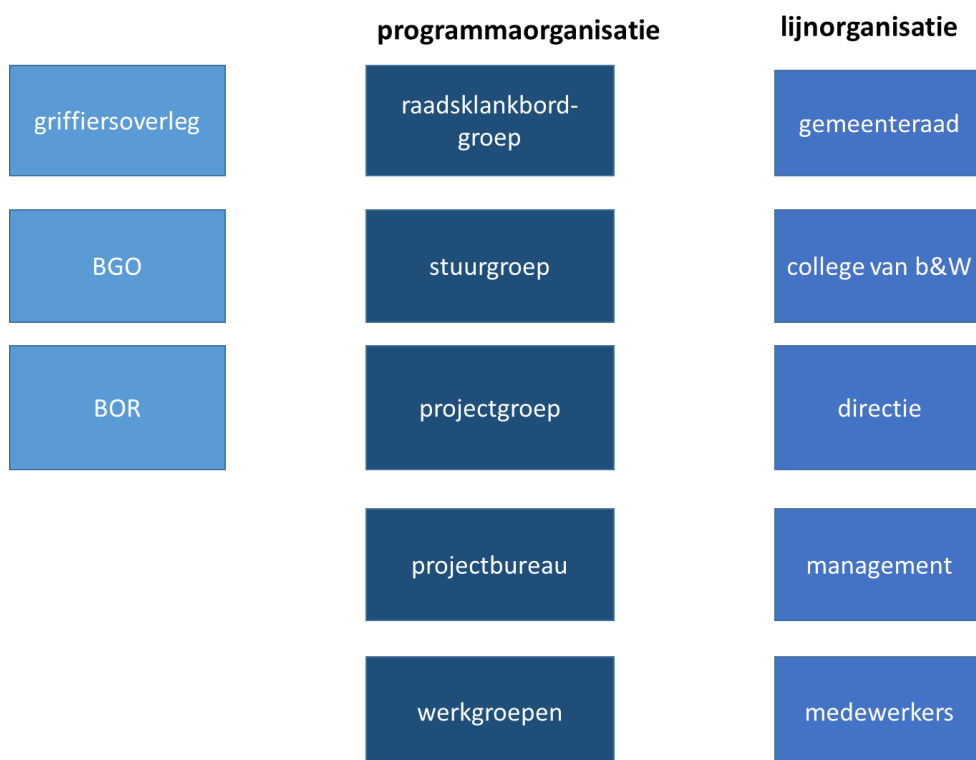 programmaorganisatie
lijnorganisatie
griffiersoverleg
raadsklankbord-
groep
gemeenteraad
BGO
stuurgroep
college van b&W
BOR
projectgroep
directie
projectbureau
management
werkgroepen
medewerkers